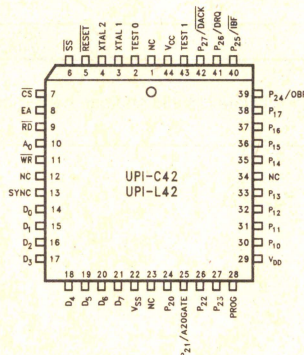 SS
RESET
XTAL 2
XTAL 1
TEST 0
NC
VCC
TEST 1
P27/DACK
P26/DRQ
P25/IBF
6 5 4 3 2 1 44 43 42 41 40
CS 7
EA 8
RD 9
A0 10
WR 11
NC 12
SYNC 13
D0 14
D1 15
D2 16
D3 17
UPI-C42
UPI-L42
39 P24/OBF
38 P17
37 P16
36 P15
35 P14
34 NC
33 P13
32 P12
31 P11
30 P10
29 VDD
18 19 20 21 22 23 24 25 26 27 28
D4
D5
D6
D7
VSS
NC
P20
P21/A20GATE
P22
P23
PROG